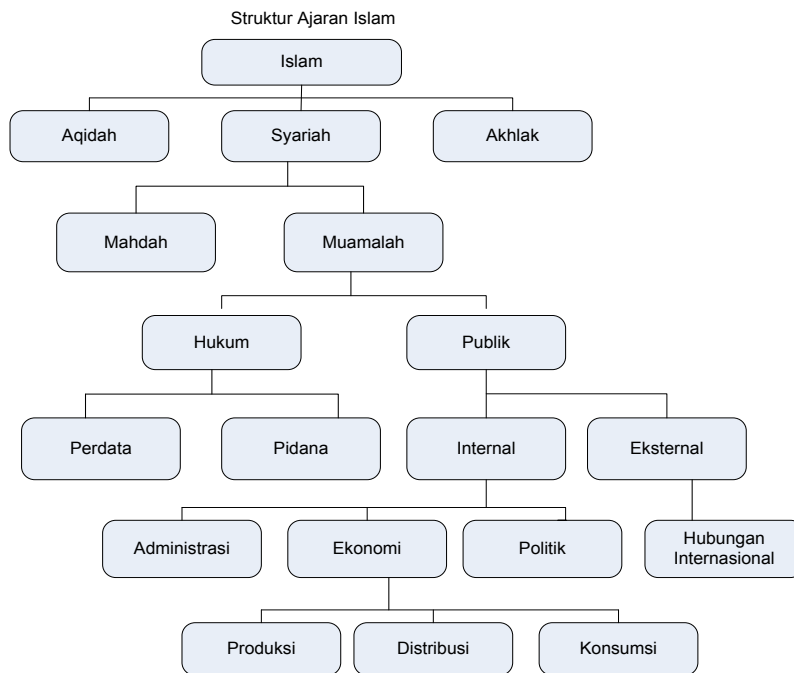 Struktur Ajaran Islam
Islam
Aqidah
Syariah
Akhlak
Mahdah
Muamalah
Hukum
Publik
Perdata
Pidana
Internal
Eksternal
Administrasi
Ekonomi
Politik
Hubungan
Internasional
Produksi
Distribusi
Konsumsi